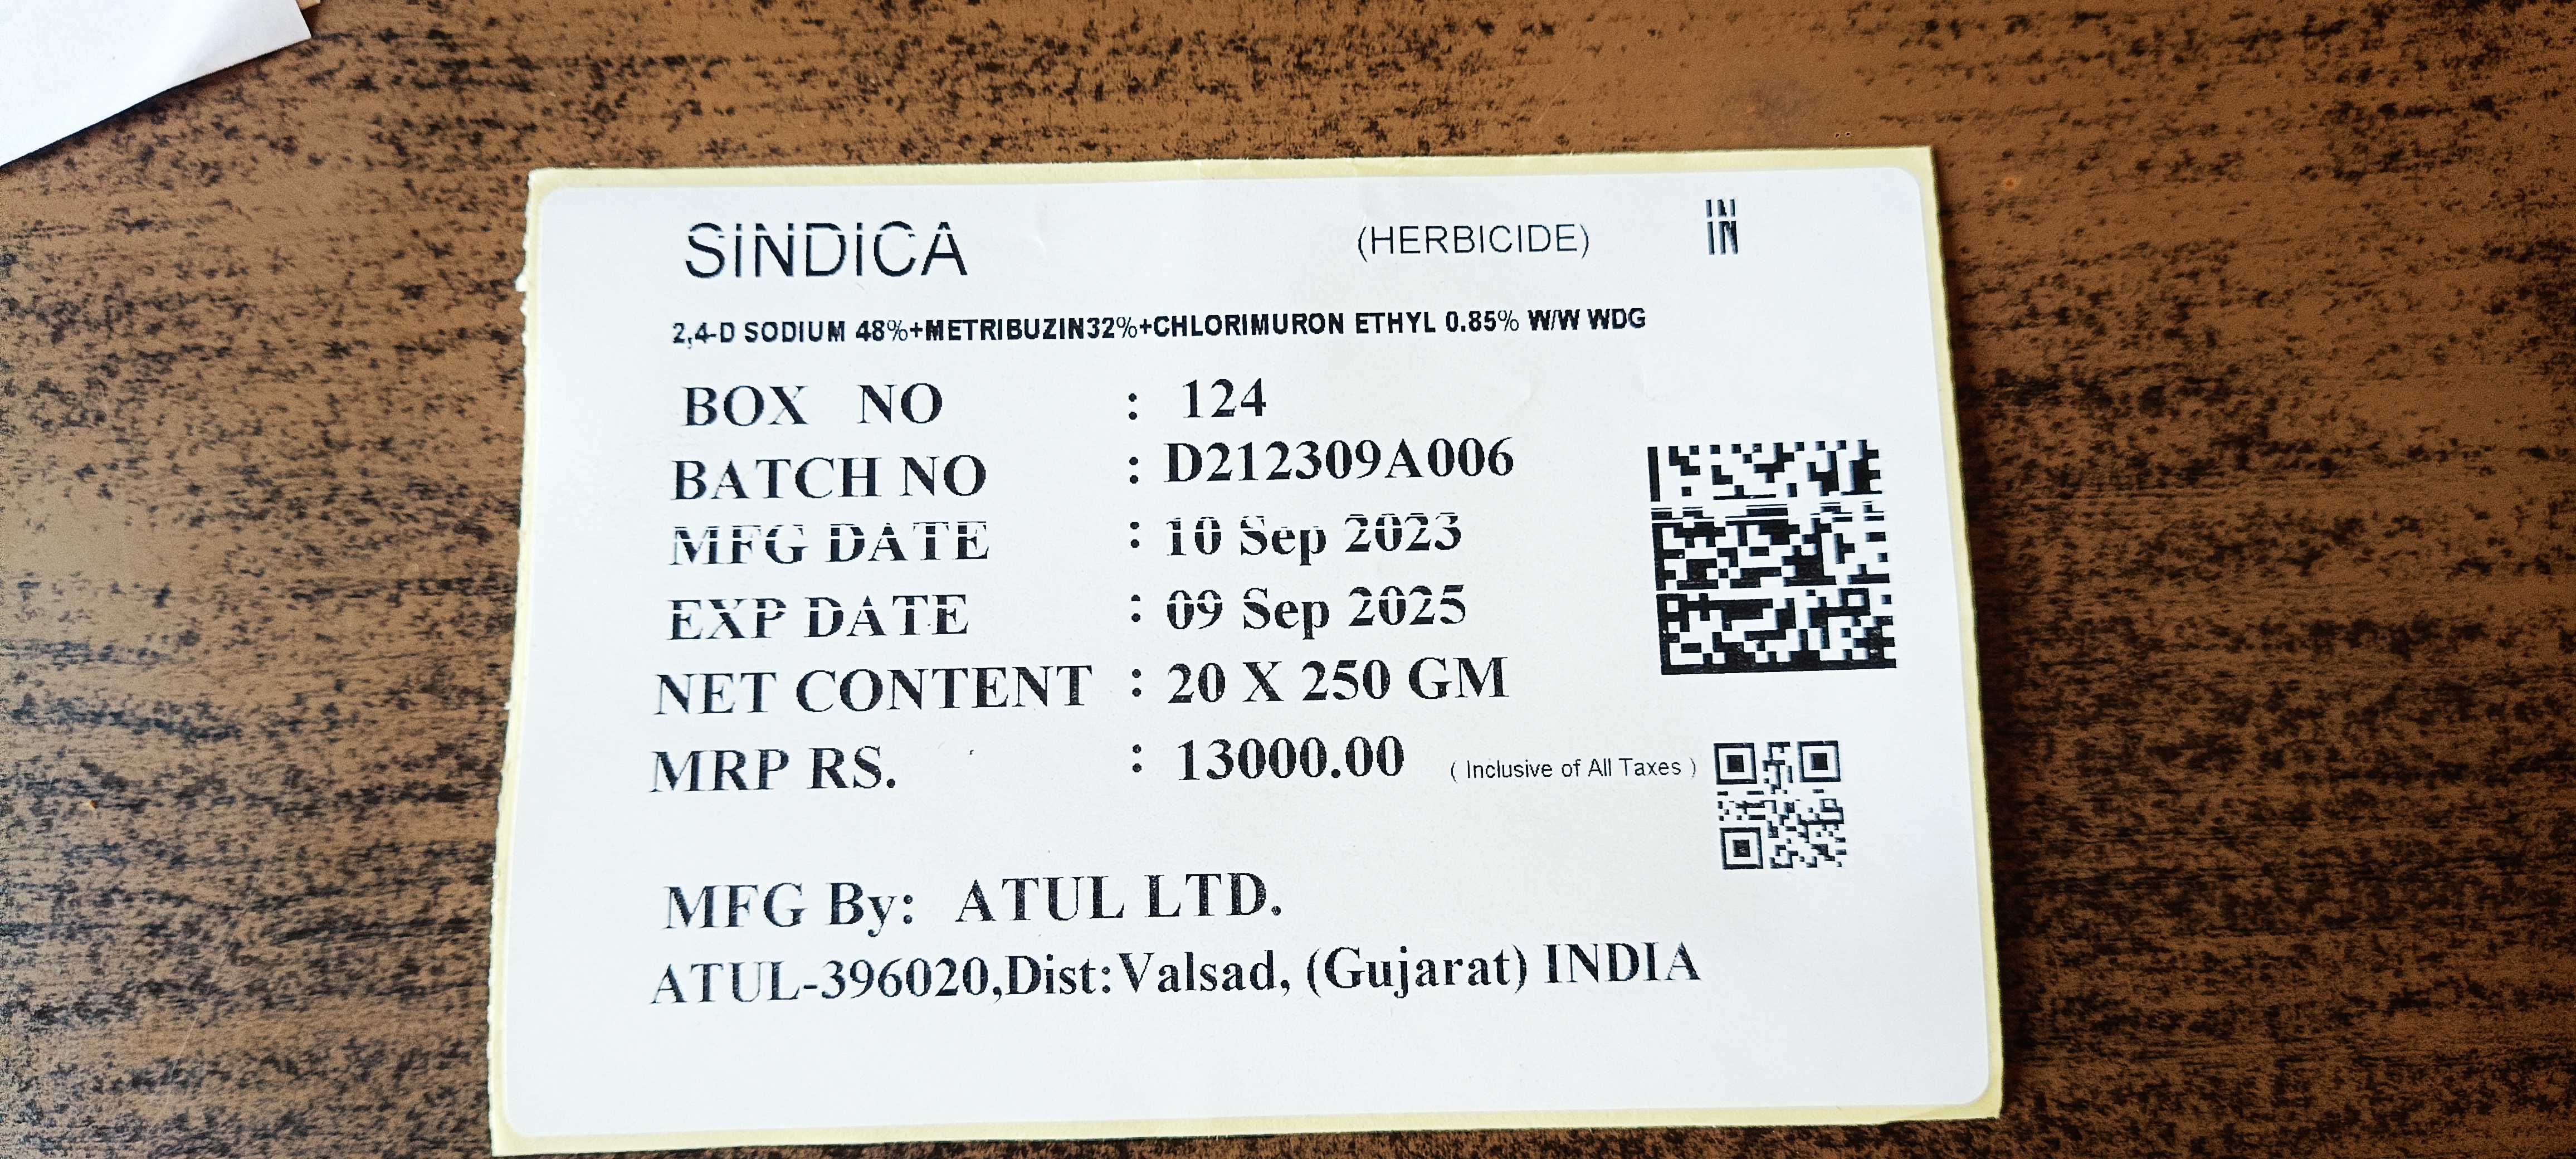 SINDICA (HERBICIDE) IN
2,4-D SODIUM 48%+METRIBUZIN32%+CHLORIMURON ETHYL 0.85% W/W WDG
BOX NO : 124
BATCH NO : D212309A006
MFG DATE : 10 Sep 2023
EXP DATE : 09 Sep 2025
NET CONTENT : 20 X 250 GM
MRP RS. : 13000.00 ( Inclusive of All Taxes )
MFG By: ATUL LTD.
ATUL-396020,Dist:Valsad, (Gujarat) INDIA